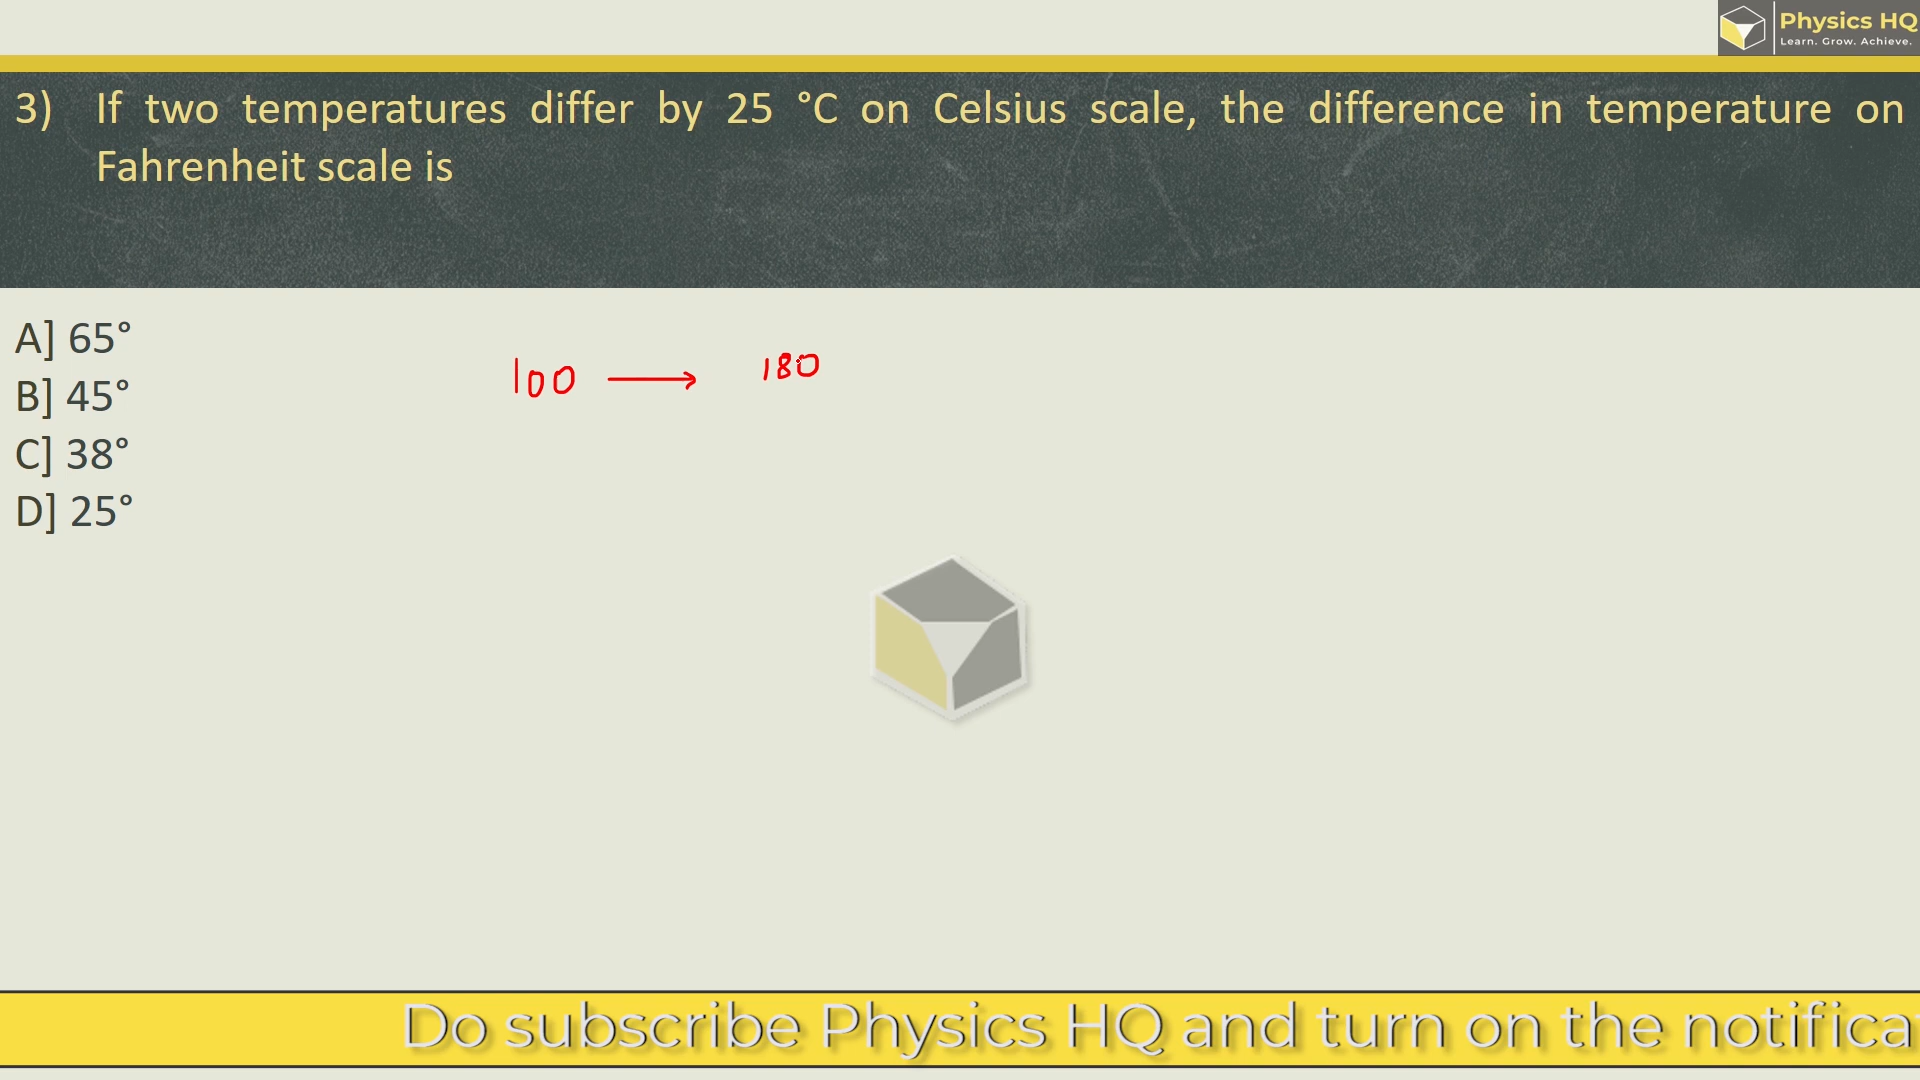 Physics HQ
Learn. Grow. Achieve.
3) If two temperatures differ by 25 °C on Celsius scale, the difference in temperature on
Fahrenheit scale is
A] 65°
B] 45°
C] 38°
D] 25°
100 → 180
Do subscribe Physics HQ and turn on the notificat